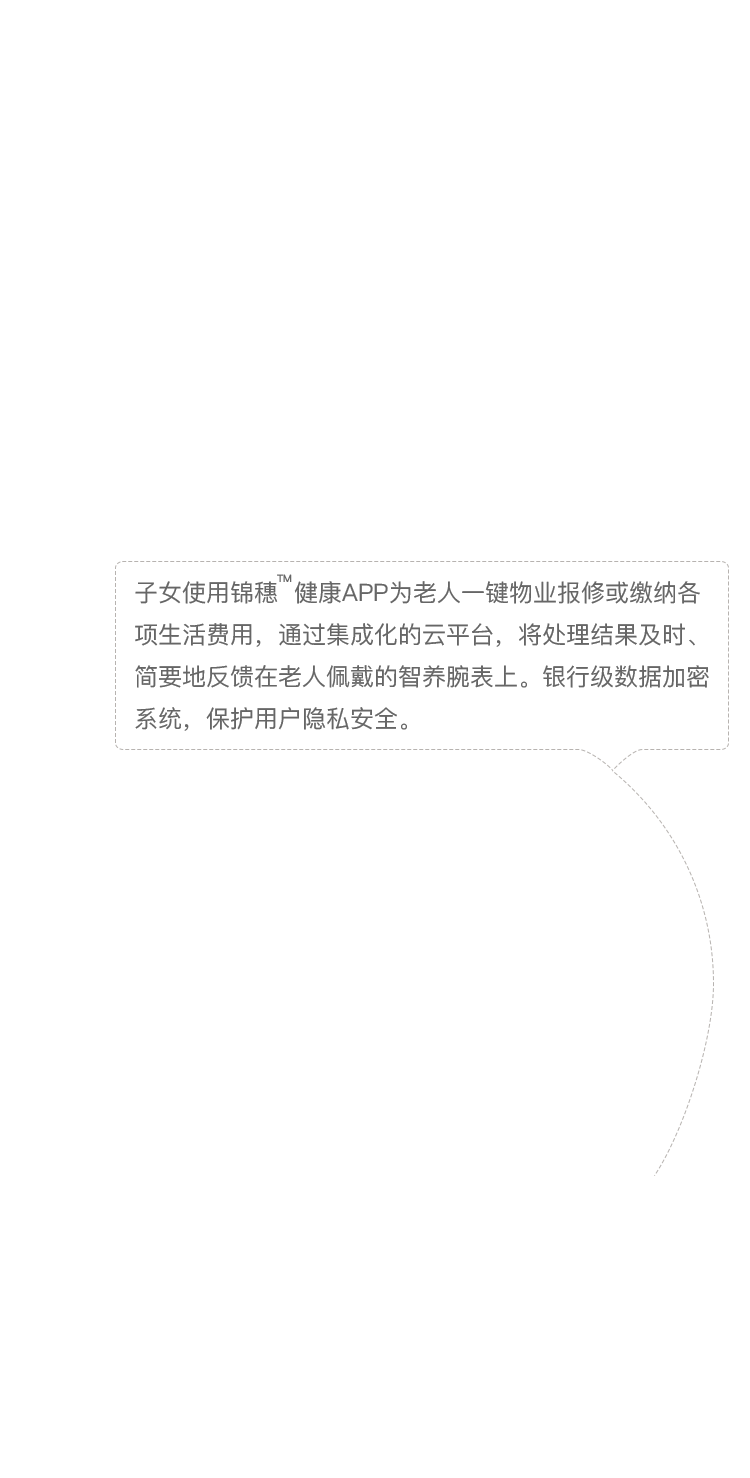 子女使用锦穗™健康APP为老人一键物业报修或缴纳各
项生活费用，通过集成化的云平台，将处理结果及时、
简要地反馈在老人佩戴的智养腕表上。银行级数据加密
系统，保护用户隐私安全。